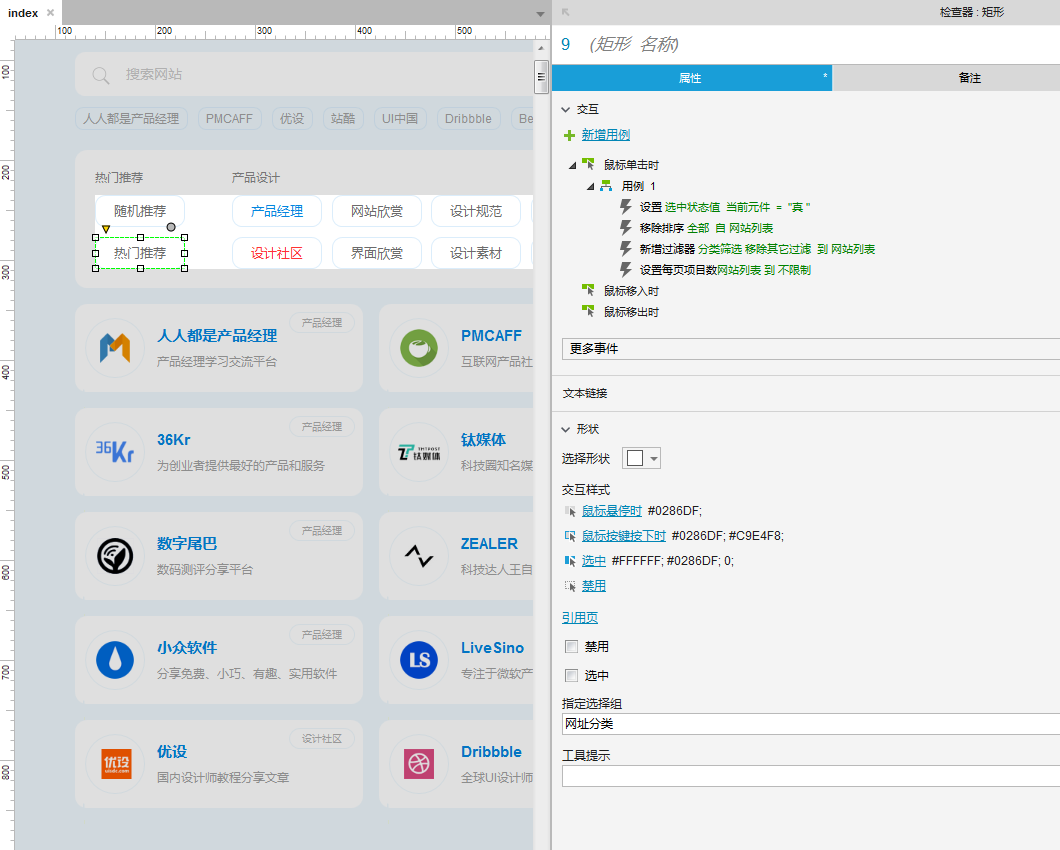 index
检查器 : 矩形
100 200 300 400 500
9 (矩形 名称)
属性 *
备注
100
200
300
400
500
600
700
800
搜索网站
人人都是产品经理 PMCAFF 优设 站酷 UI中国 Dribbble Be
热门推荐 产品设计
随机推荐 产品经理 网站欣赏 设计规范
热门推荐 设计社区 界面欣赏 设计素材
产品经理
人人都是产品经理
产品经理学习交流平台
PMCAFF
互联网产品社
产品经理
36Kr
36Kr
为创业者提供最好的产品和服务
TMTPOST
钛媒体
钛媒体
科技圈知名媒
产品经理
数字尾巴
数码测评分享平台
ZEALER
科技达人王自
产品经理
小众软件
分享免费、小巧、有趣、实用软件
LS
LiveSino
专注于微软产
设计社区
优设
uisdc.com
优设
国内设计师教程分享文章
Dribbble
全球UI设计师
交互
新增用例
鼠标单击时
用例 1
设置 选中状态值 当前元件 = "真"
移除排序 全部 自 网站列表
新增过滤器 分类筛选 移除其它过滤 到 网站列表
设置每页项目数网站列表 到 不限制
鼠标移入时
鼠标移出时
更多事件
文本链接
形状
选择形状
交互样式
鼠标悬停时 #0286DF;
鼠标按键按下时 #0286DF; #C9E4F8;
选中 #FFFFFF; #0286DF; 0;
禁用
引用页
禁用
选中
指定选择组
网址分类
工具提示